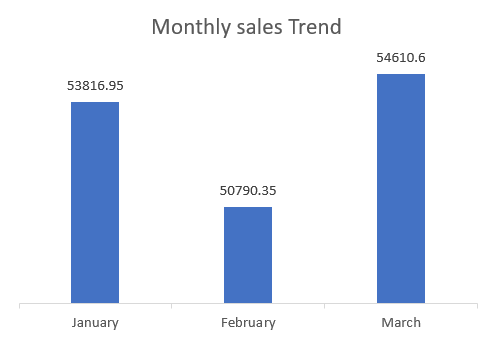 Monthly sales Trend
54610.6
53816.95
50790.35
January February March